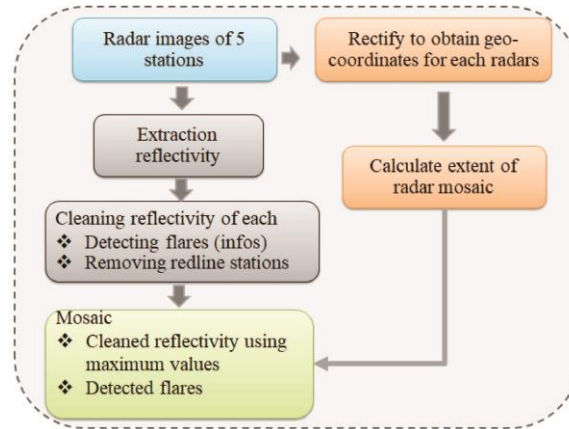 Radar images of 5
stations
Rectify to obtain geo-
coordinates for each radars
Extraction
reflectivity
Calculate extent of
radar mosaic
Cleaning reflectivity of each
❖ Detecting flares (infos)
❖ Removing redline stations
Mosaic
❖ Cleaned reflectivity using
maximum values
❖ Detected flares